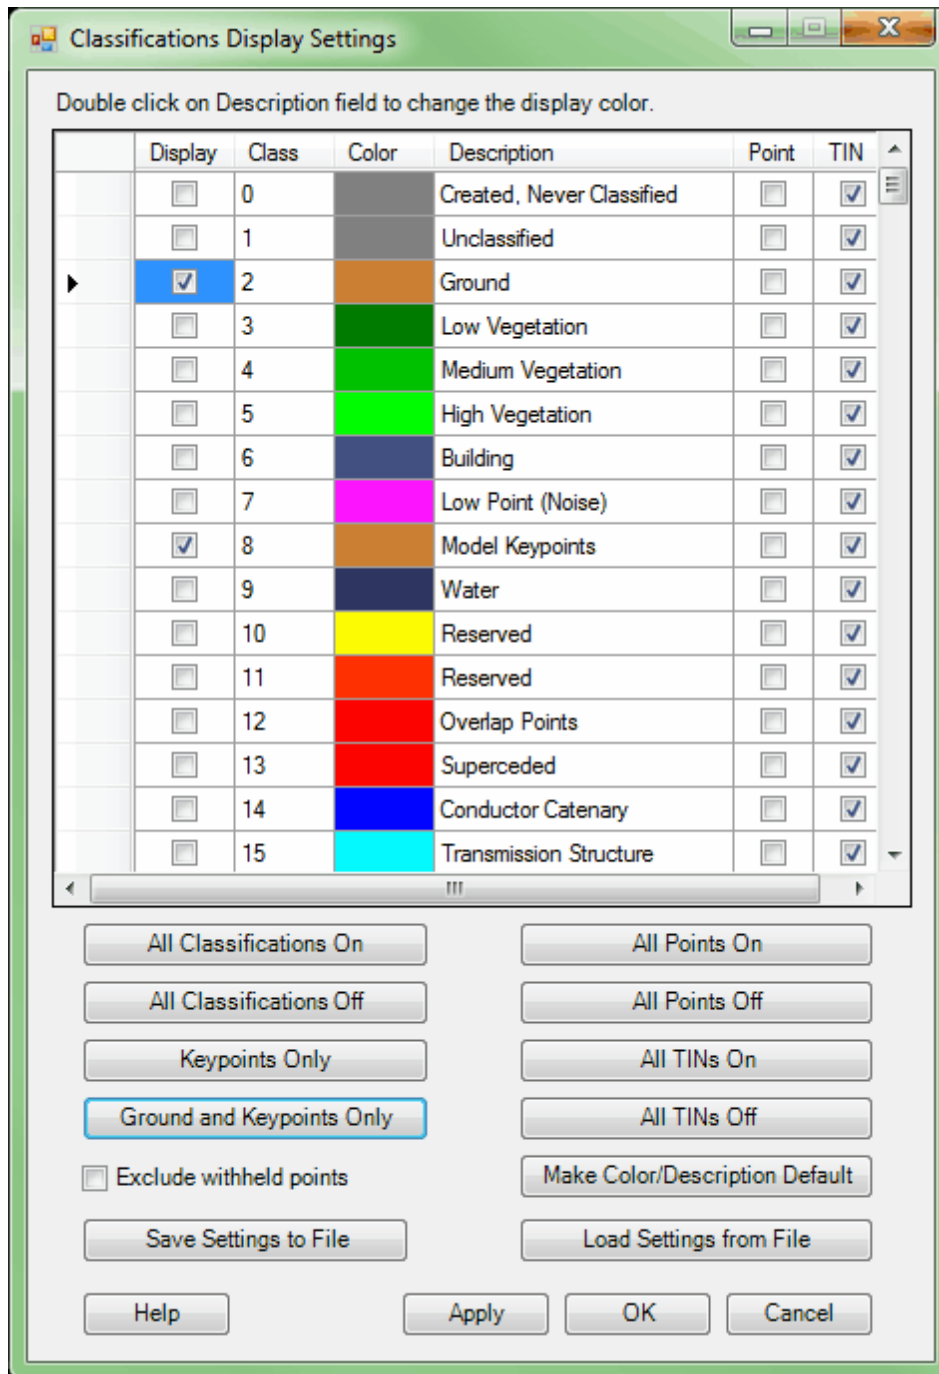 Classifications Display Settings
Double click on Description field to change the display color.
Display Class Color Description Point TIN
0 Created, Never Classified
1 Unclassified
2 Ground
3 Low Vegetation
4 Medium Vegetation
5 High Vegetation
6 Building
7 Low Point (Noise)
8 Model Keypoints
9 Water
10 Reserved
11 Reserved
12 Overlap Points
13 Superceded
14 Conductor Catenary
15 Transmission Structure
All Classifications On All Points On
All Classifications Off All Points Off
Keypoints Only All TINs On
Ground and Keypoints Only All TINs Off
Exclude withheld points Make Color/Description Default
Save Settings to File Load Settings from File
Help Apply OK Cancel